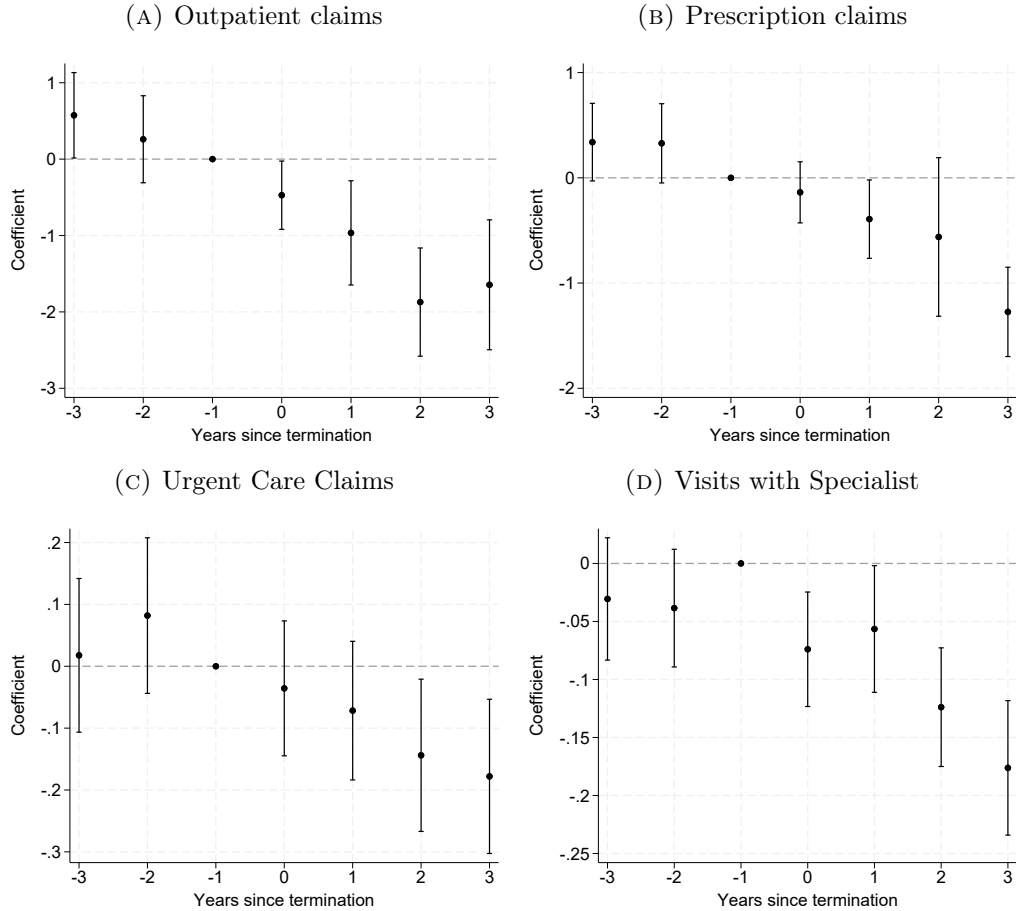 (A) Outpatient claims
1
0
-1
-2
-3
Coefficient
-3 -2 -1 0 1 2 3
Years since termination
(B) Prescription claims
1
0
-1
-2
Coefficient
-3 -2 -1 0 1 2 3
Years since termination
(C) Urgent Care Claims
.2
.1
0
-.1
-.2
-.3
Coefficient
-3 -2 -1 0 1 2 3
Years since termination
(D) Visits with Specialist
0
-.05
-.1
-.15
-.2
-.25
Coefficient
-3 -2 -1 0 1 2 3
Years since termination